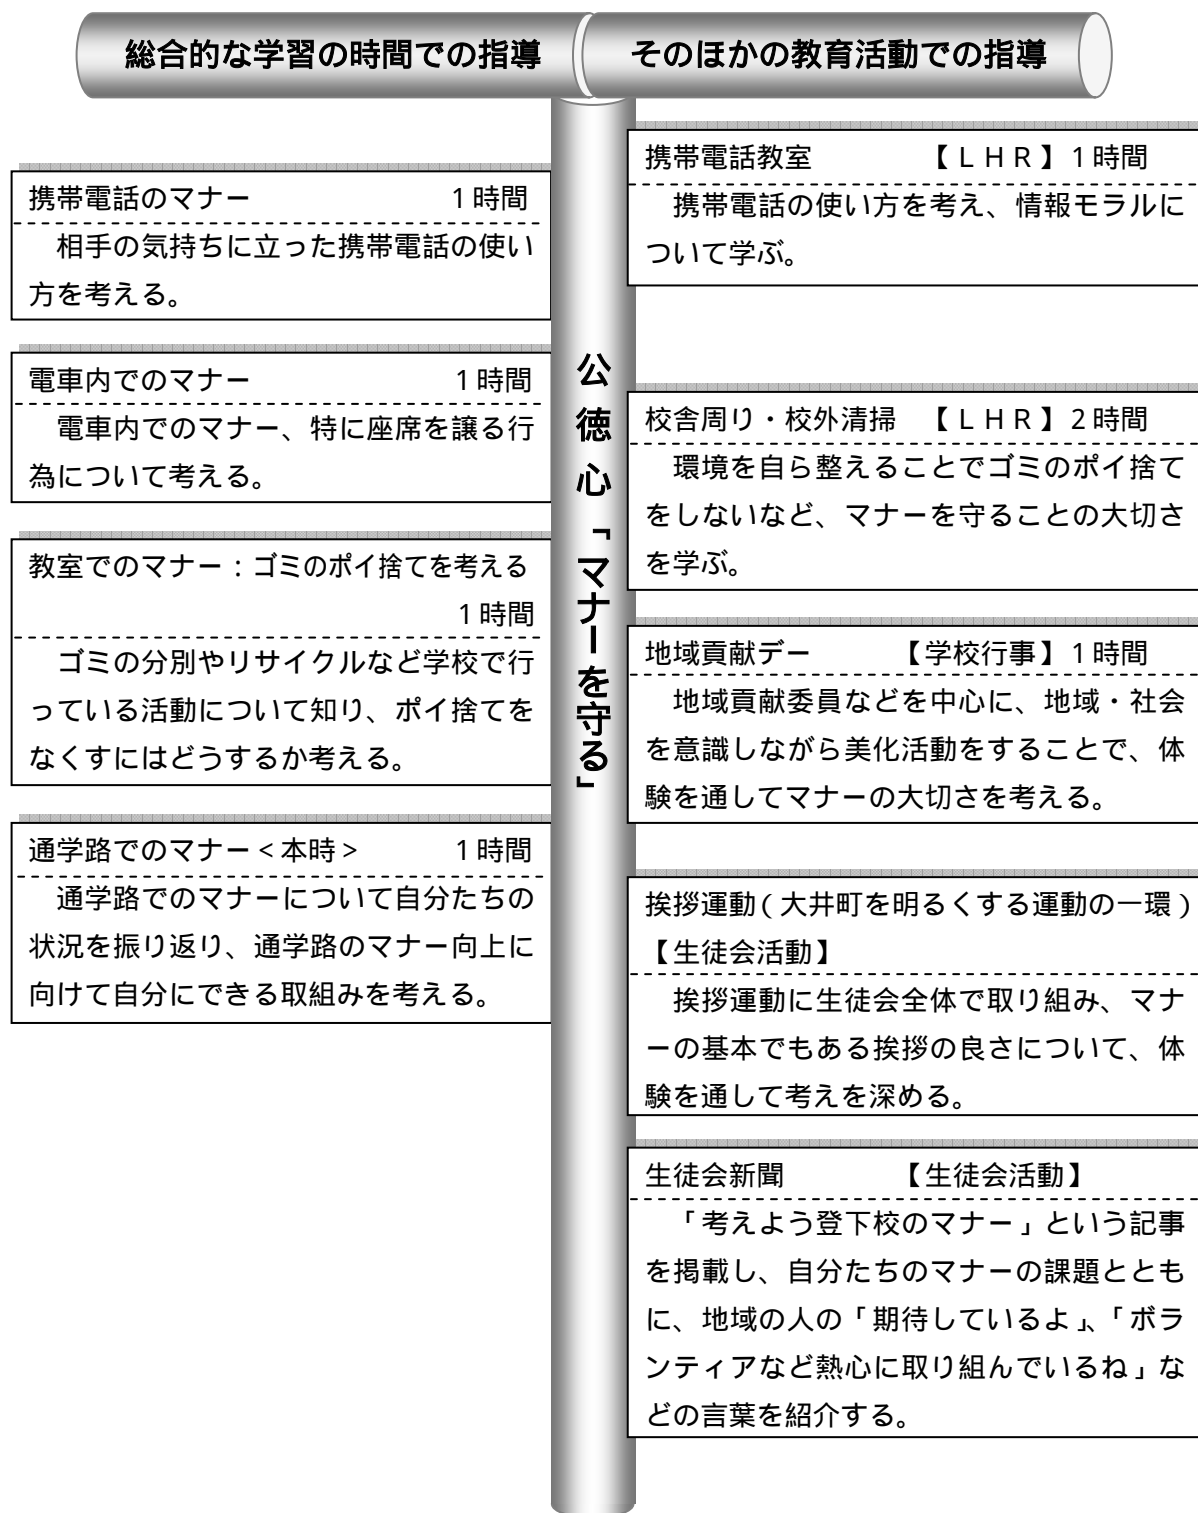 総合的な学習の時間での指導
そのほかの教育活動での指導
携帯電話のマナー 1時間
相手の気持ちに立った携帯電話の使い
方を考える。
電車内でのマナー 1時間
電車内でのマナー、特に座席を譲る行
為について考える。
教室でのマナー：ゴミのポイ捨てを考える
1時間
ゴミの分別やリサイクルなど学校で行
っている活動について知り、ポイ捨てを
なくすにはどうするか考える。
通学路でのマナー＜本時＞ 1時間
通学路でのマナーについて自分たちの
状況を振り返り、通学路のマナー向上に
向けて自分にできる取組みを考える。
公徳心「マナーを守る」
携帯電話教室 【ＬＨＲ】1時間
携帯電話の使い方を考え、情報モラルに
ついて学ぶ。
校舎周り・校外清掃 【ＬＨＲ】2時間
環境を自ら整えることでゴミのポイ捨て
をしないなど、マナーを守ることの大切さ
を学ぶ。
地域貢献デー 【学校行事】1時間
地域貢献委員などを中心に、地域・社会
を意識しながら美化活動をすることで、体
験を通してマナーの大切さを考える。
挨拶運動（大井町を明るくする運動の一環）
【生徒会活動】
挨拶運動に生徒会全体で取り組み、マナ
ーの基本でもある挨拶の良さについて、体
験を通して考えを深める。
生徒会新聞 【生徒会活動】
「考えよう登下校のマナー」という記事
を掲載し、自分たちのマナーの課題ととも
に、地域の人の「期待しているよ」、「ボラ
ンティアなど熱心に取り組んでいるね」な
どの言葉を紹介する。